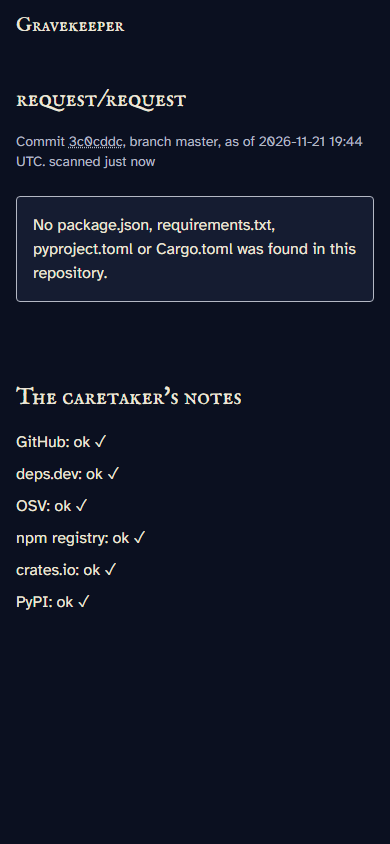 Gravekeeper
request/request
Commit 3c0cddc, branch master, as of 2026-11-21 19:44
UTC. scanned just now
No package.json, requirements.txt,
pyproject.toml or Cargo.toml was found in this
repository.
The caretaker's notes
GitHub: ok ✓
deps.dev: ok ✓
OSV: ok ✓
npm registry: ok ✓
crates.io: ok ✓
PyPI: ok ✓